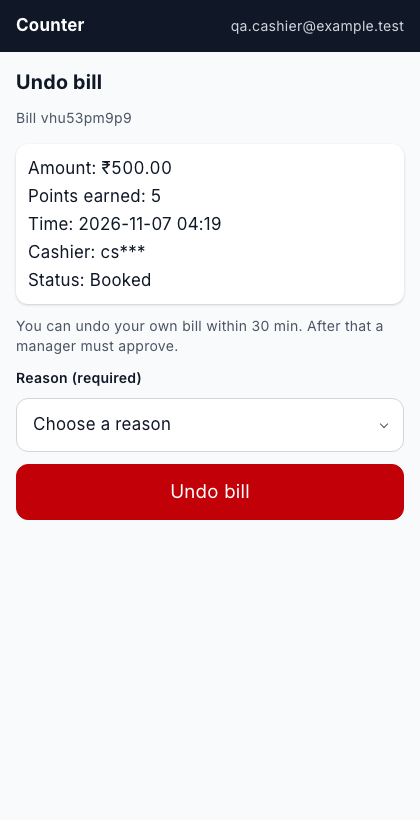 Counter
qa.cashier@example.test
Undo bill
Bill vhu53pm9p9
Amount: ₹500.00
Points earned: 5
Time: 2026-11-07 04:19
Cashier: cs***
Status: Booked
You can undo your own bill within 30 min. After that a
manager must approve.
Reason (required)
Choose a reason
Undo bill